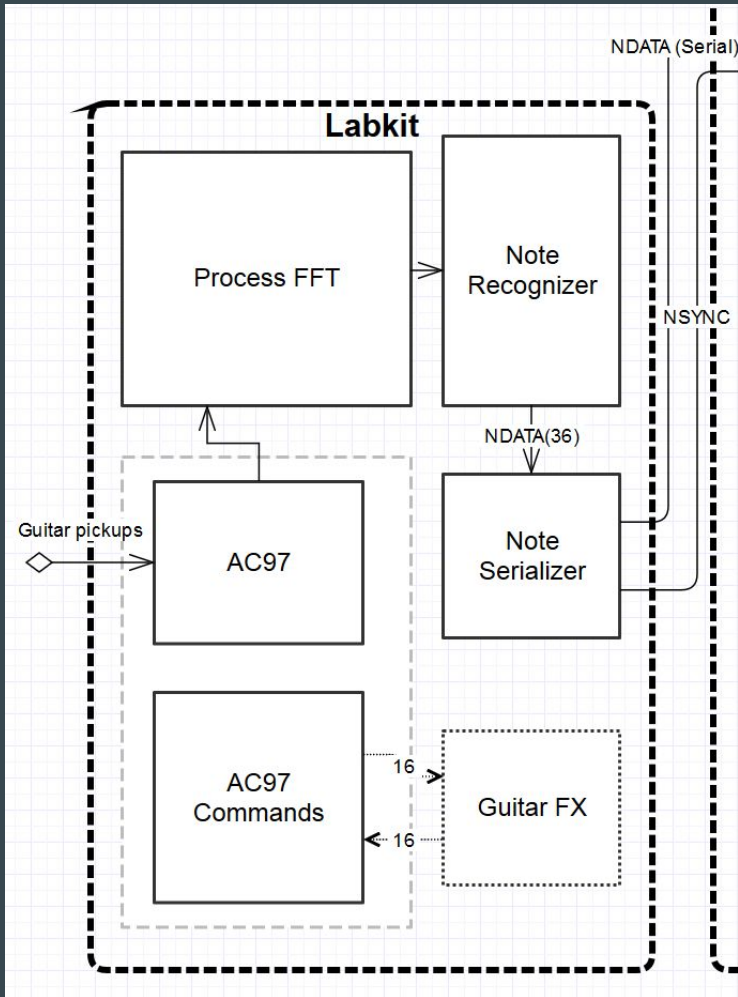 NDATA (Serial)
Labkit
Process FFT
Note
Recognizer
NSYNC
NDATA(36)
Guitar pickups
AC97
Note
Serializer
AC97
Commands
16
16
Guitar FX